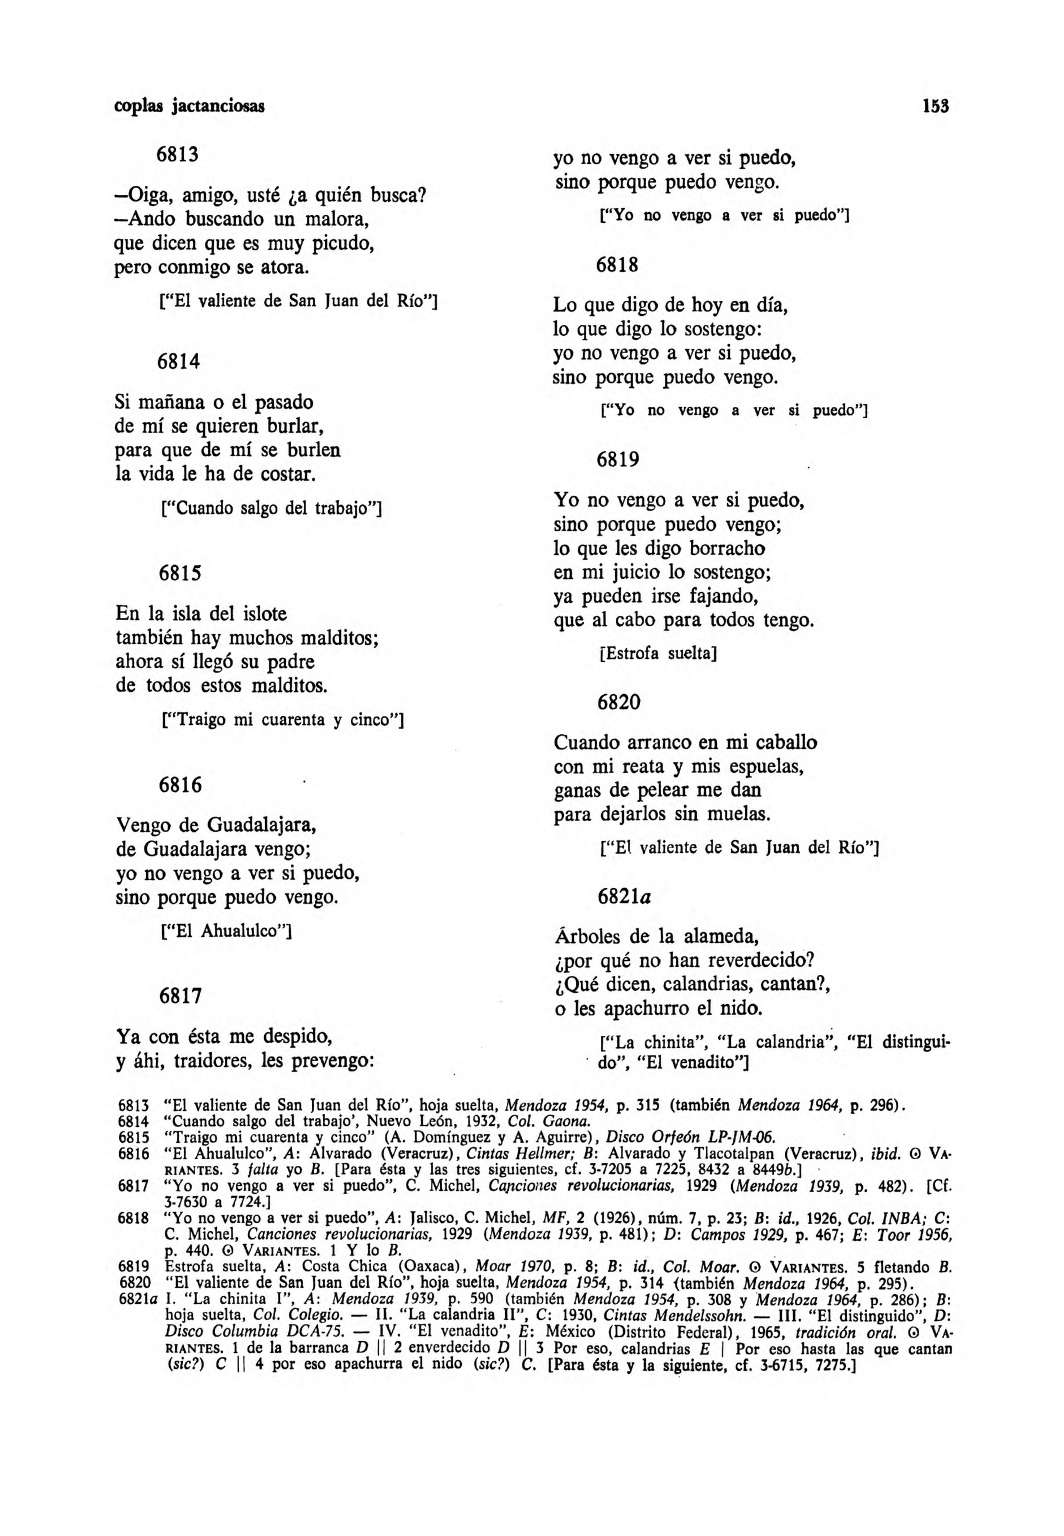 coplas jactanciosas
153
6813
—Oiga, amigo, usté ¿a quién busca?
—Ando buscando un malora,
que dicen que es muy picudo,
pero conmigo se atora.
["El valiente de San Juan del Río"]
6814
Si mañana o el pasado
de mí se quieren burlar,
para que de mí se burlen
la vida le ha de costar.
["Cuando salgo del trabajo"]
6815
En la isla del islote
también hay muchos malditos;
ahora sí llegó su padre
de todos estos malditos.
["Traigo mi cuarenta y cinco"]
6816
Vengo de Guadalajara,
de Guadalajara vengo;
yo no vengo a ver si puedo,
sino porque puedo vengo.
["El Ahualulco"]
6817
Ya con ésta me despido,
y áhi, traidores, les prevengo:
yo no vengo a ver si puedo,
sino porque puedo vengo.
["Yo no vengo a ver si puedo"]
6818
Lo que digo de hoy en día,
lo que digo lo sostengo:
yo no vengo a ver si puedo,
sino porque puedo vengo.
["Yo no vengo a ver si puedo"]
6819
Yo no vengo a ver si puedo,
sino porque puedo vengo;
lo que les digo borracho
en mi juicio lo sostengo;
ya pueden irse fajando,
que al cabo para todos tengo.
[Estrofa suelta]
6820
Cuando arranco en mi caballo
con mi reata y mis espuelas,
ganas de pelear me dan
para dejarlos sin muelas.
["El valiente de San Juan del Río"]
6821a
Árboles de la alameda,
¿por qué no han reverdecido?
¿Qué dicen, calandrias, cantan?,
o les apachurro el nido.
["La chinita", "La calandria", "El distingui-
do", "El venadito"]
6813 "El valiente de San Juan del Río", hoja suelta, Mendoza 1954, p. 315 (también Mendoza 1964, p. 296).
6814 "Cuando salgo del trabajo', Nuevo León, 1932, Col. Gaona.
6815 "Traigo mi cuarenta y cinco" (A. Domínguez y A. Aguirre), Disco Orfeón LP-JM-06.
6816 "El Ahualulco", A: Alvarado (Veracruz), Cintas Hellmer; B: Alvarado y Tlacotalpan (Veracruz), ibid. ⊙ VA-
RIANTES. 3 falta yo B. [Para ésta y las tres siguientes, cf. 3-7205 a 7225, 8432 a 8449b.]
6817 "Yo no vengo a ver si puedo", C. Michel, Canciones revolucionarias, 1929 (Mendoza 1939, p. 482). [Cf.
3-7630 a 7724.]
6818 "Yo no vengo a ver si puedo", A: Jalisco, C. Michel, MF, 2 (1926), núm. 7, p. 23; B: id., 1926, Col. INBA; C:
C. Michel, Canciones revolucionarias, 1929 (Mendoza 1939, p. 481); D: Campos 1929, p. 467; E: Toor 1956,
p. 440. ⊙ VARIANTES. 1 Y lo B.
6819 Estrofa suelta, A: Costa Chica (Oaxaca), Moar 1970, p. 8; B: id., Col. Moar. ⊙ VARIANTES. 5 fletando B.
6820 "El valiente de San Juan del Río", hoja suelta, Mendoza 1954, p. 314 (también Mendoza 1964, p. 295).
6821a I. "La chinita I", A: Mendoza 1939, p. 590 (también Mendoza 1954, p. 308 y Mendoza 1964, p. 286); B:
hoja suelta, Col. Colegio. — II. "La calandria II", C: 1930, Cintas Mendelssohn. — III. "El distinguido", D:
Disco Columbia DCA-75. — IV. "El venadito", E: México (Distrito Federal), 1965, tradición oral. ⊙ VA-
RIANTES. 1 de la barranca D || 2 enverdecido D || 3 Por eso, calandrias E | Por eso hasta las que cantan
(sic?) C || 4 por eso apachurra el nido (sic?) C. [Para ésta y la siguiente, cf. 3-6715, 7275.]